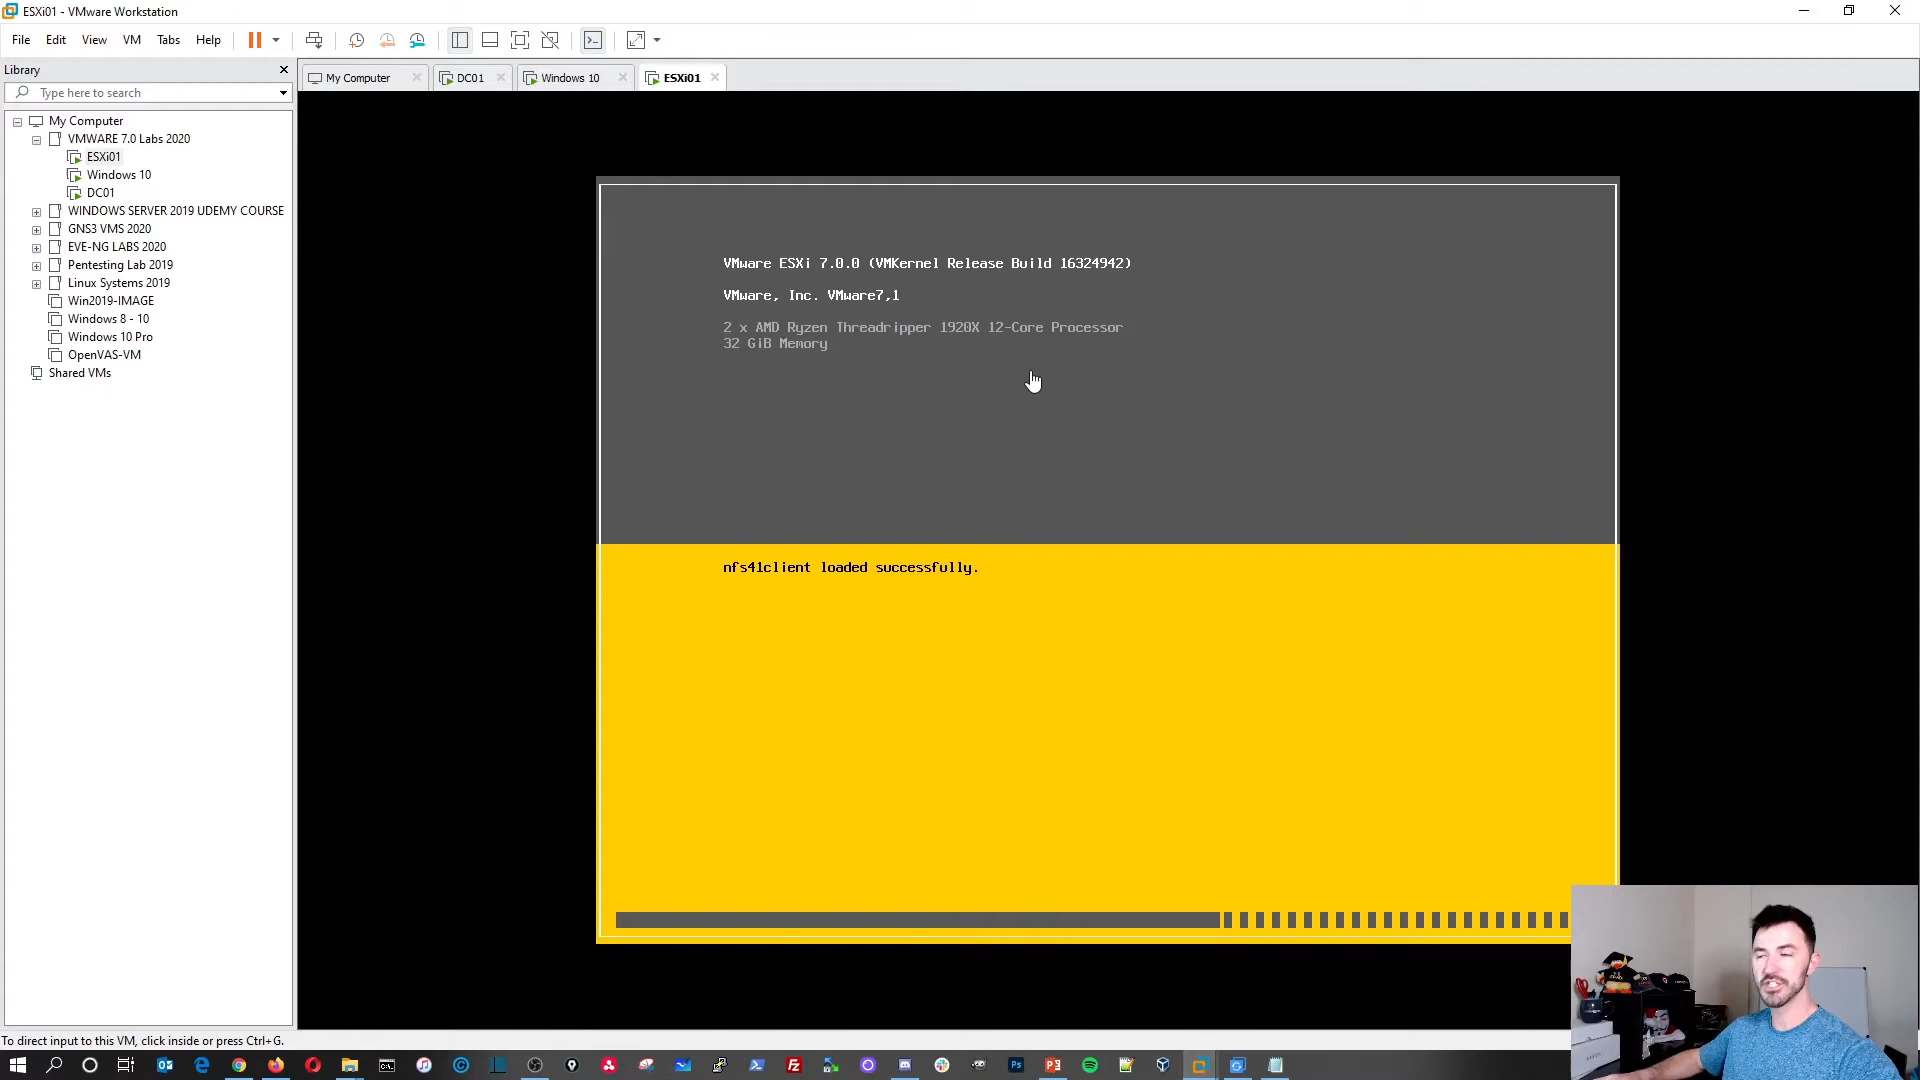 ESXi01 - VMware Workstation
File Edit View VM Tabs Help
Library
Type here to search
My Computer
VMWARE 7.0 Labs 2020
ESXi01
Windows 10
DC01
WINDOWS SERVER 2019 UDEMY COURSE
GNS3 VMS 2020
EVE-NG LABS 2020
Pentesting Lab 2019
Linux Systems 2019
Win2019-IMAGE
Windows 8 - 10
Windows 10 Pro
OpenVAS-VM
Shared VMs
My Computer DC01 Windows 10 ESXi01
VMware ESXi 7.0.0 (VMKernel Release Build 16324942)
VMware, Inc. VMware7,1
2 x AMD Ryzen Threadripper 1920X 12-Core Processor
32 GiB Memory
nfs41client loaded successfully.
To direct input to this VM, click inside or press Ctrl+G.